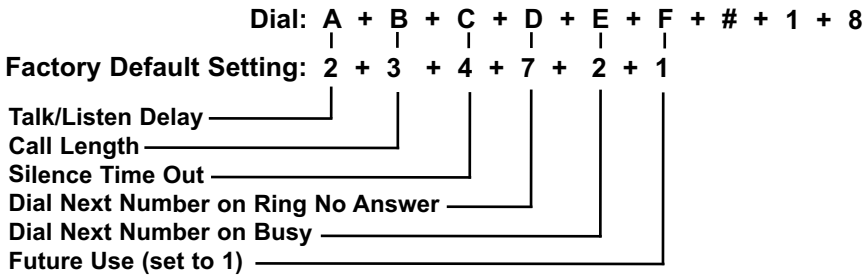 Dial: A + B + C + D + E + F + # + 1 + 8
Factory Default Setting: 2 + 3 + 4 + 7 + 2 + 1
Talk/Listen Delay
Call Length
Silence Time Out
Dial Next Number on Ring No Answer
Dial Next Number on Busy
Future Use (set to 1)